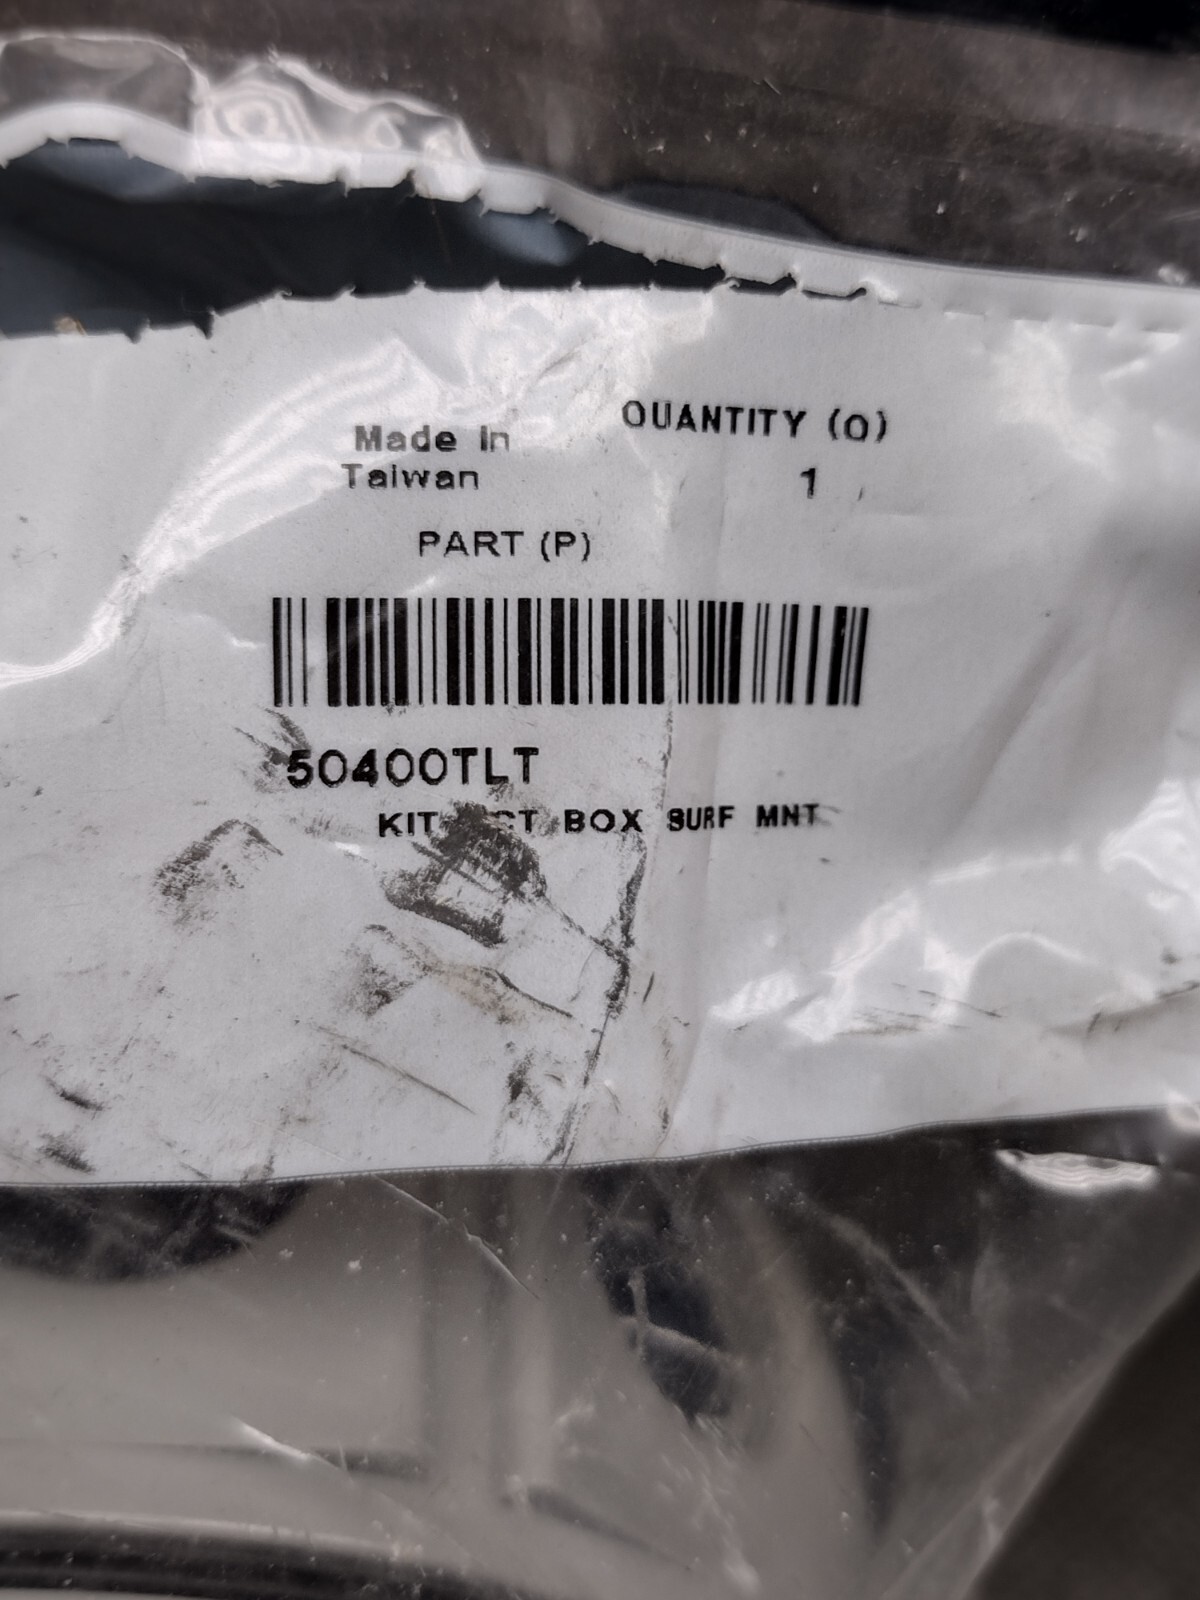 Made in
Taiwan
QUANTITY (Q)
1
PART (P)
50400TLT
KIT BOX SURF MNT